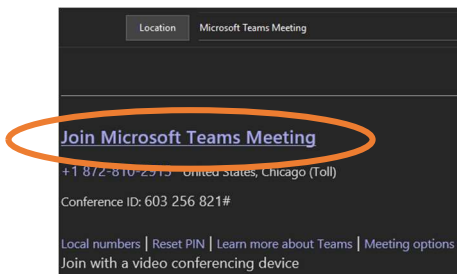 Location Microsoft Teams Meeting
Join Microsoft Teams Meeting
+1 872-810-2915 United States, Chicago (Toll)
Conference ID: 603 256 821#
Local numbers | Reset PIN | Learn more about Teams | Meeting options
Join with a video conferencing device